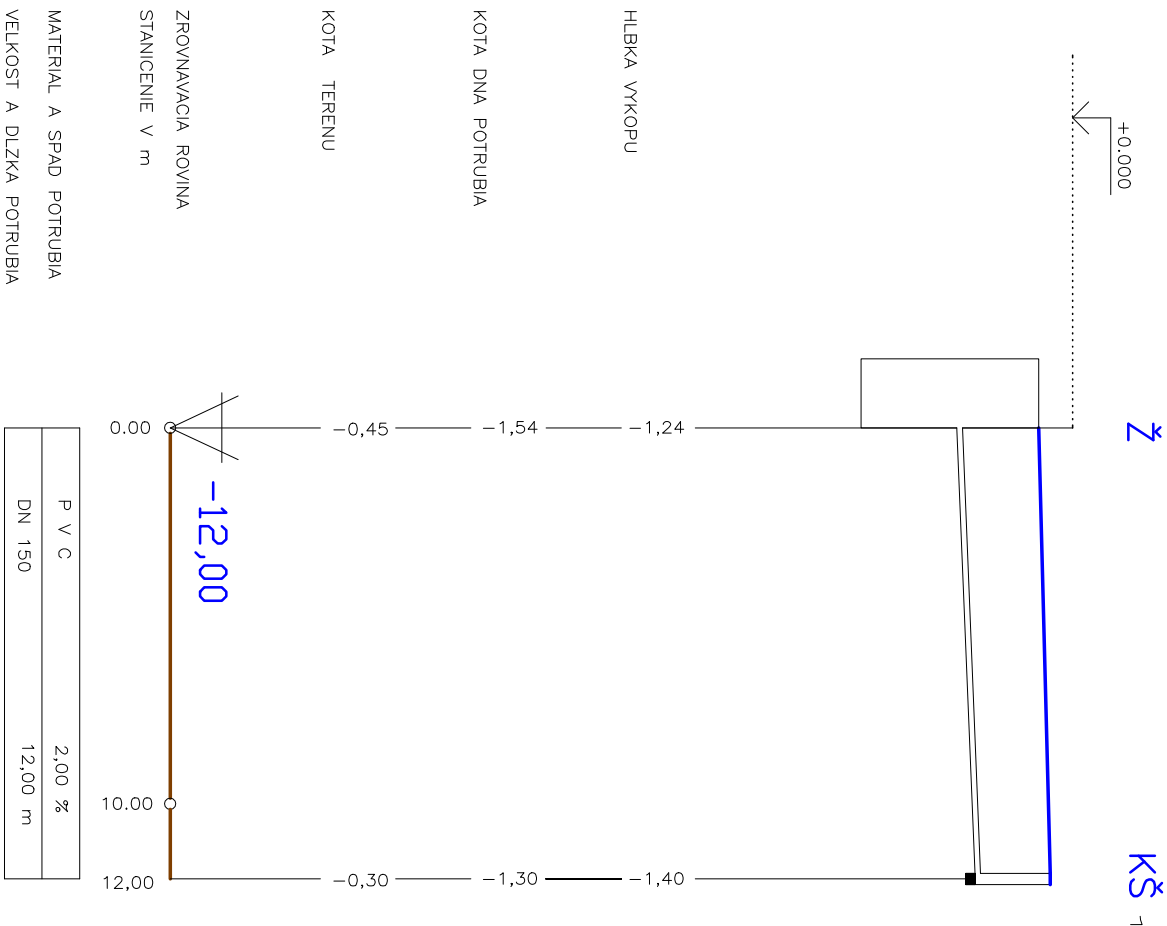 Ž
KŠ
+0.000
HLBKA VYKOPU
-1,24
-1,40
KOTA DNA POTRUBIA
-1,54
-1,30
KOTA TERENU
-0,45
-0,30
ZROVNAVACIA ROVINA
-12,00
STANICENIE V m
0.00
10.00
12,00
MATERIAL A SPAD POTRUBIA
P V C
2,00 %
VELKOST A DLZKA POTRUBIA
DN 150
12,00 m